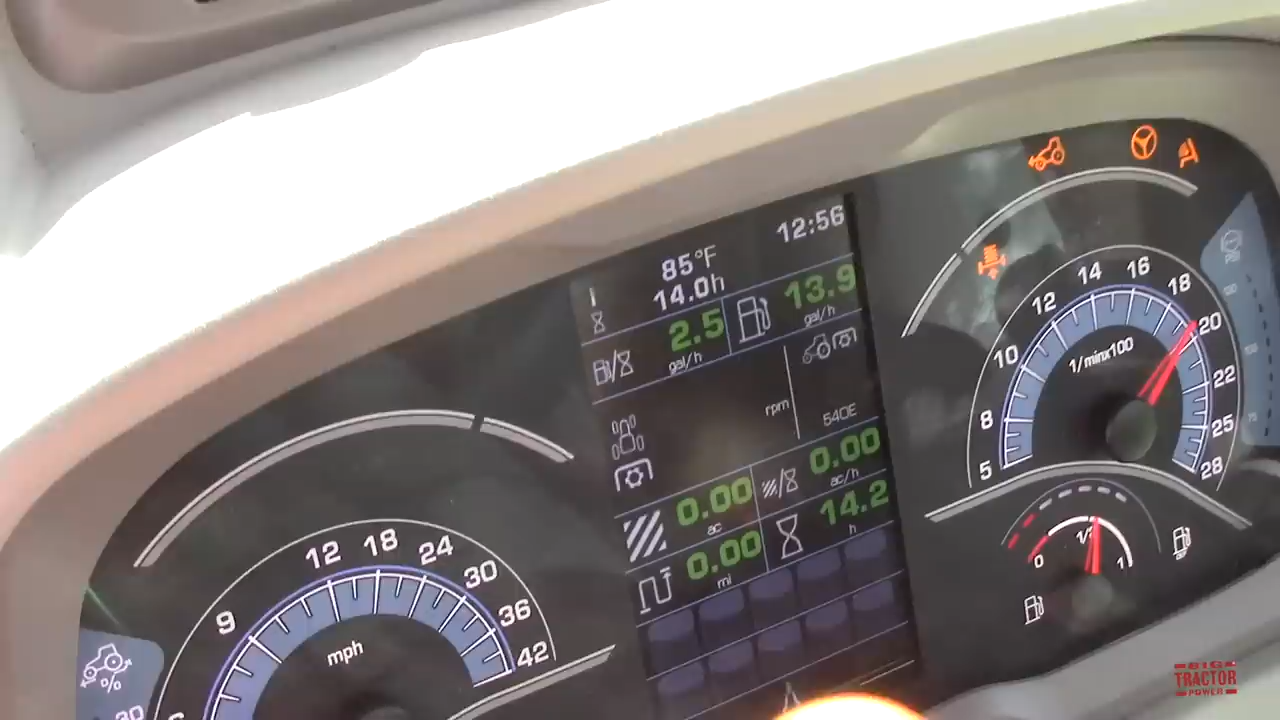 12:56
85°F
14.0h
2.5
gal/h
13.9
gal/h
rpm
540E
0.00
ac
0.00
ac/h
0.00
mi
14.2
h
9
12
18
24
30
36
42
mph
%
30
5
8
10
12
14
16
18
20
22
25
28
1/minx100
0
1
BIG
TRACTOR
POWER